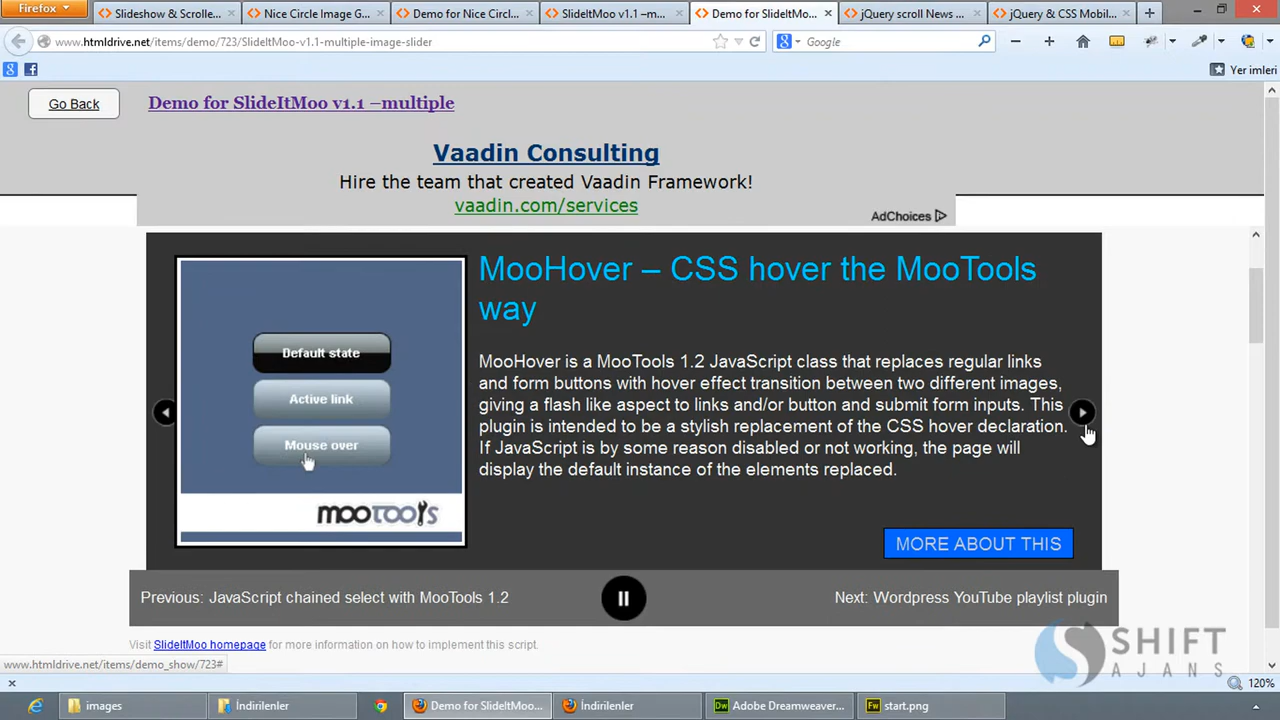 Firefox
Slideshow & Scrolle...
Nice Circle Image G...
Demo for Nice Circl...
SlideItMoo v1.1 –m...
Demo for SlideItMo...
jQuery scroll News ...
jQuery & CSS Mobil...
www.htmldrive.net/items/demo/723/SlideItMoo-v1.1-multiple-image-slider
Google
Yer imleri
Go Back
Demo for SlideItMoo v1.1 –multiple
Vaadin Consulting
Hire the team that created Vaadin Framework!
vaadin.com/services
AdChoices
MooHover – CSS hover the MooTools
way
Default state
Active link
Mouse over
mootools
MooHover is a MooTools 1.2 JavaScript class that replaces regular links
and form buttons with hover effect transition between two different images,
giving a flash like aspect to links and/or button and submit form inputs. This
plugin is intended to be a stylish replacement of the CSS hover declaration.
If JavaScript is by some reason disabled or not working, the page will
display the default instance of the elements replaced.
MORE ABOUT THIS
Previous: JavaScript chained select with MooTools 1.2
Next: Wordpress YouTube playlist plugin
Visit SlideItMoo homepage for more information on how to implement this script.
SHIFT
AJANS
www.htmldrive.net/items/demo_show/723#
120%
images
İndirilenler
Demo for SlideItMoo...
İndirilenler
Adobe Dreamweaver...
start.png